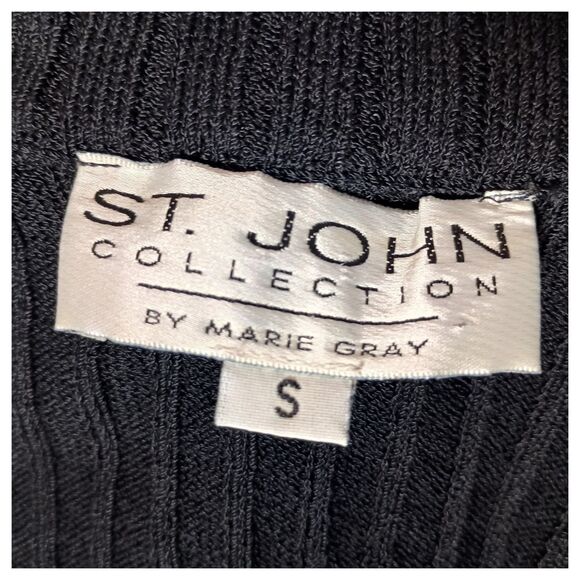 ST. JOHN
COLLECTION
BY MARIE GRAY
S